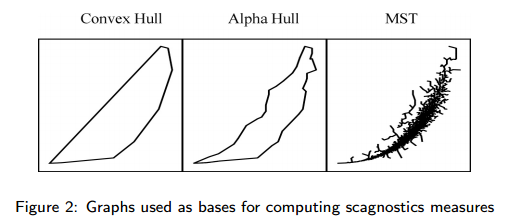 Convex Hull Alpha Hull MST
Figure 2: Graphs used as bases for computing scagnostics measures